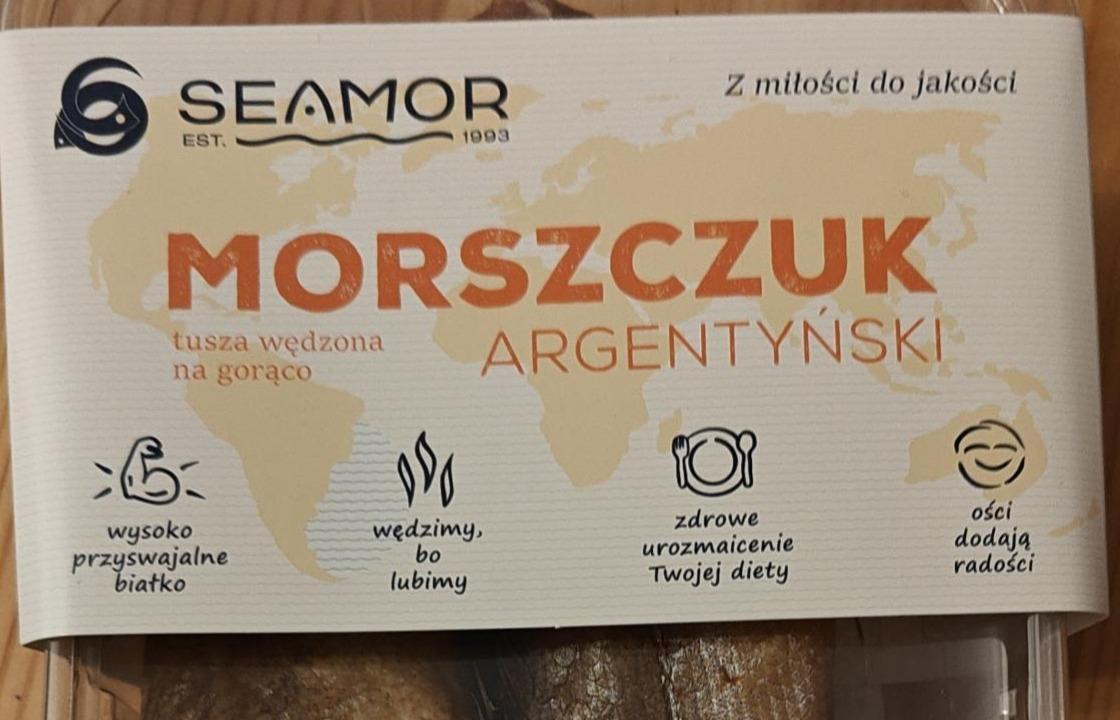 SEAMOR
EST. 1993
Z miłości do jakości
MORSZCZUK
ARGENTYŃSKI
tusza wędzona
na gorąco
wysoko
przyswajalne
białko
wędzimy,
bo
lubimy
zdrowe
urozmaicenie
Twojej diety
ości
dodają
radości